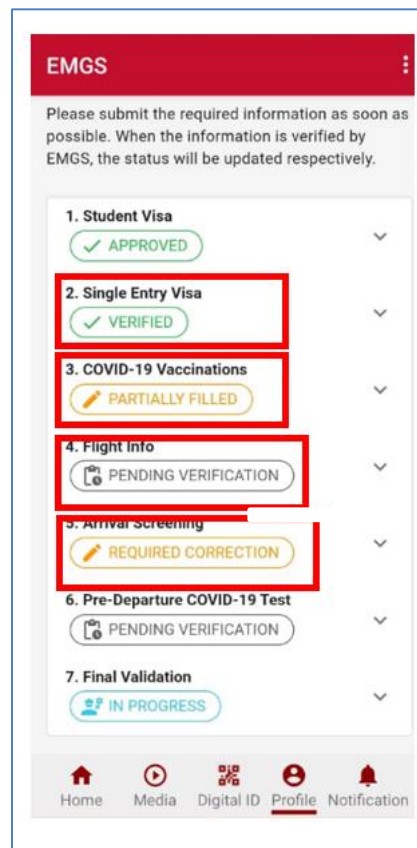 EMGS
Please submit the required information as soon as
possible. When the information is verified by
EMGS, the status will be updated respectively.
1. Student Visa
APPROVED
2. Single Entry Visa
VERIFIED
3. COVID-19 Vaccinations
PARTIALLY FILLED
4. Flight Info
PENDING VERIFICATION
5. Arrival Screening
REQUIRED CORRECTION
6. Pre-Departure COVID-19 Test
PENDING VERIFICATION
7. Final Validation
IN PROGRESS
Home Media Digital ID Profile Notification